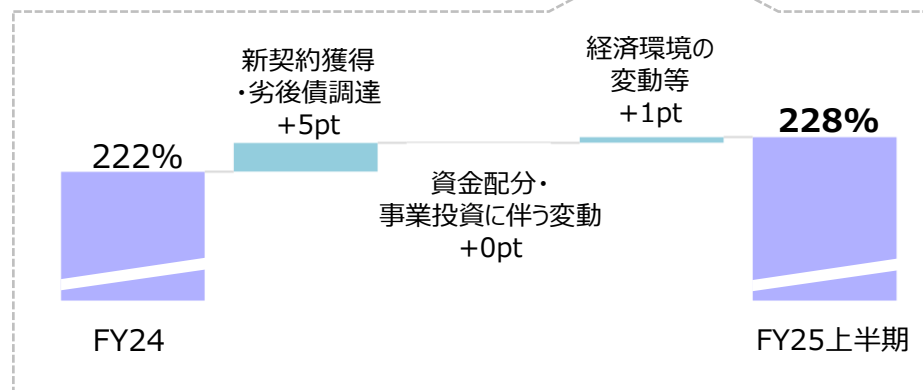 新契約獲得
・劣後債調達
+5pt
経済環境の
変動等
+1pt
222%
228%
資金配分・
事業投資に伴う変動
+0pt
FY24
FY25上半期